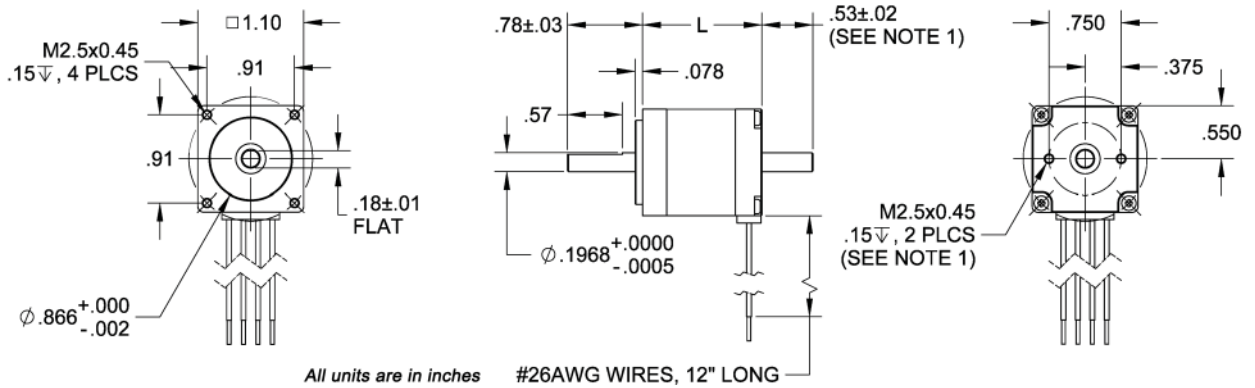 □1.10
M2.5x0.45
.15↧, 4 PLCS
.91
.91
.18±.01
FLAT
⌀.866+.000
-.002
.78±.03
L
.53±.02
(SEE NOTE 1)
.078
.57
⌀.1968+.0000
-.0005
All units are in inches
#26AWG WIRES, 12" LONG
.750
.375
.550
M2.5x0.45
.15↧, 2 PLCS
(SEE NOTE 1)